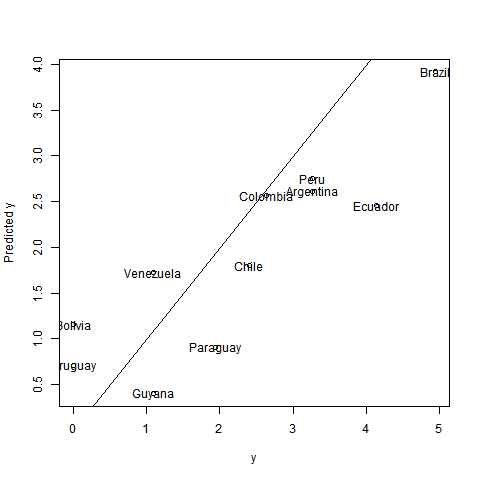 4.0
3.5
3.0
2.5
2.0
1.5
1.0
0.5
Predicted y
Brazil
Peru
Argentina
Colombia
Ecuador
Chile
Venezuela
Bolivia
Paraguay
ruguay
Guyana
0 1 2 3 4 5
y